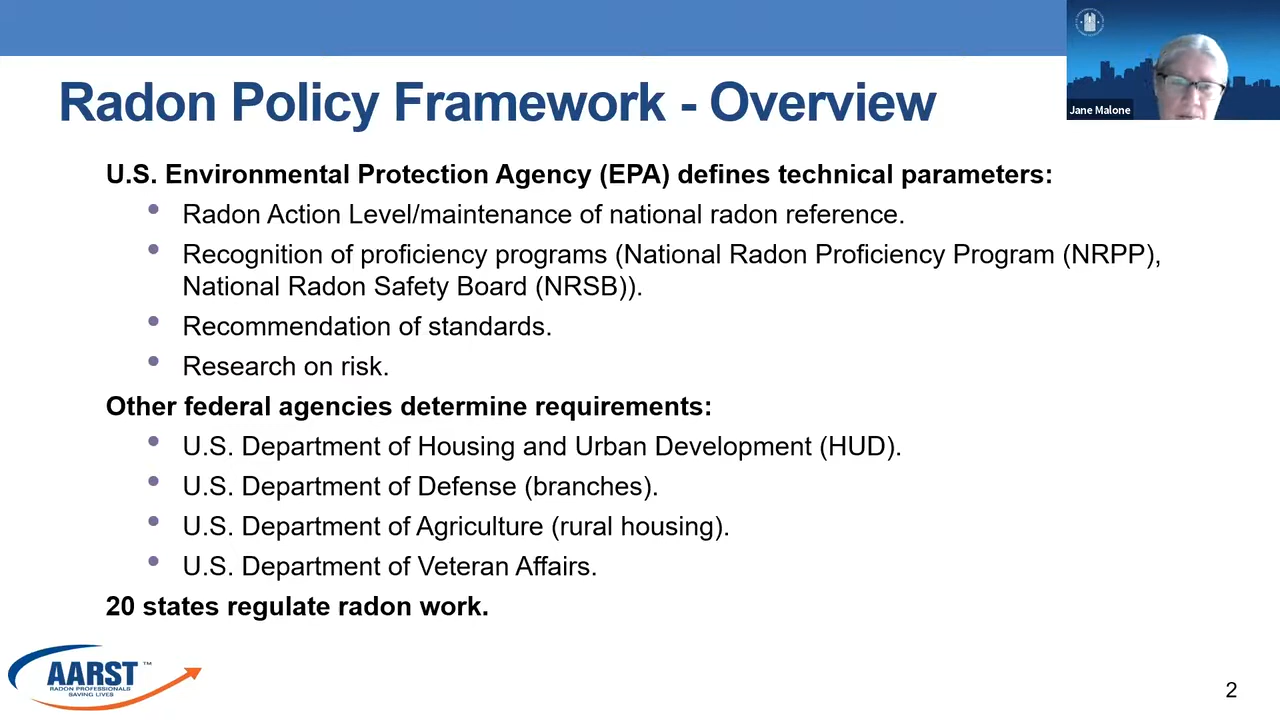 Radon Policy Framework - Overview
Jane Malone
U.S. Environmental Protection Agency (EPA) defines technical parameters:
• Radon Action Level/maintenance of national radon reference.
• Recognition of proficiency programs (National Radon Proficiency Program (NRPP),
National Radon Safety Board (NRSB)).
• Recommendation of standards.
• Research on risk.
Other federal agencies determine requirements:
• U.S. Department of Housing and Urban Development (HUD).
• U.S. Department of Defense (branches).
• U.S. Department of Agriculture (rural housing).
• U.S. Department of Veteran Affairs.
20 states regulate radon work.
AARST™
RADON PROFESSIONALS
SAVING LIVES
2